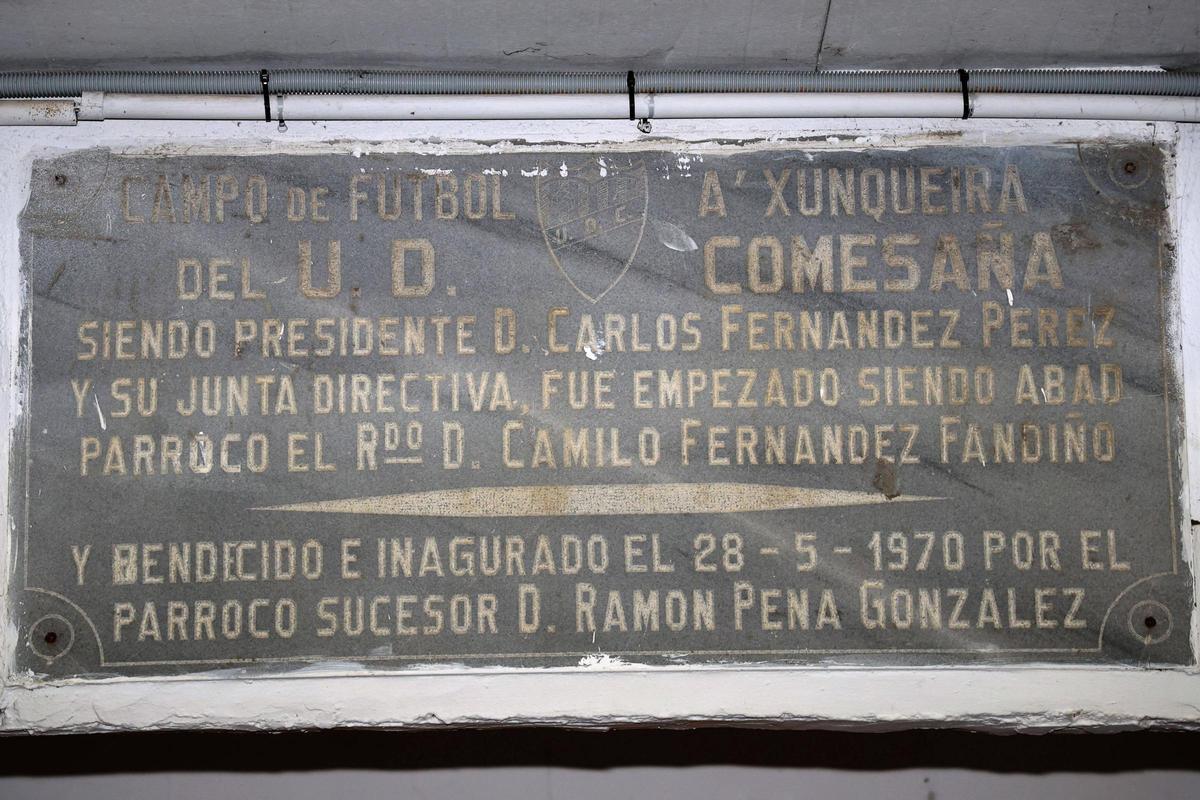 CAMPO DE FUTBOL A' XUNQUEIRA
U. D. C.
DEL U D. COMESAÑA
SIENDO PRESIDENTE D. CARLOS FERNANDEZ PEREZ
Y SU JUNTA DIRECTIVA, FUE EMPEZADO SIENDO ABAD
PARROCO EL RDO D. CAMILO FERNANDEZ FANDIÑO
Y BENDECIDO E INAGURADO EL 28-5-1970 POR EL
PARROCO SUCESOR D. RAMON PENA GONZALEZ